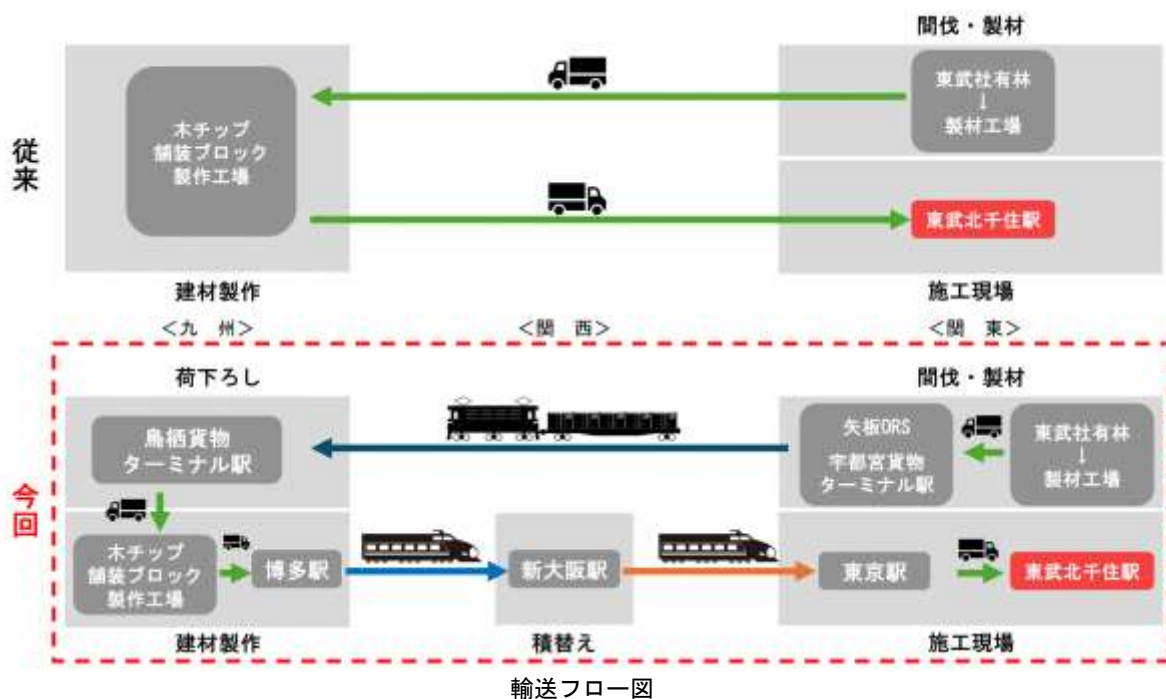 間伐・製材
従来
木チップ
舗装ブロック
製作工場
東武社有林
↓
製材工場
東武北千住駅
建材製作
施工現場
＜九　州＞
＜関　西＞
＜関　東＞
今回
荷下ろし
間伐・製材
鳥栖貨物
ターミナル駅
矢板ORS
宇都宮貨物
ターミナル駅
東武社有林
↓
製材工場
木チップ
舗装ブロック
製作工場
博多駅
新大阪駅
東京駅
東武北千住駅
建材製作
積替え
施工現場
輸送フロー図